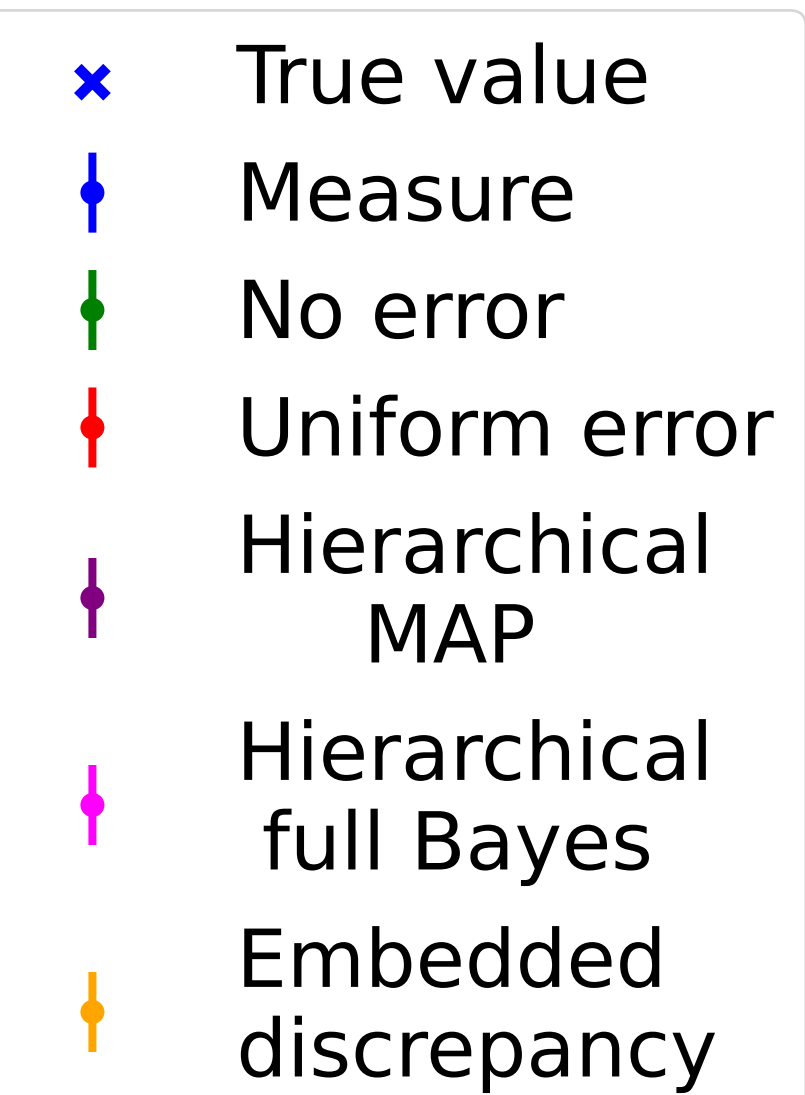 True value
Measure
No error
Uniform error
Hierarchical
MAP
Hierarchical
full Bayes
Embedded
discrepancy